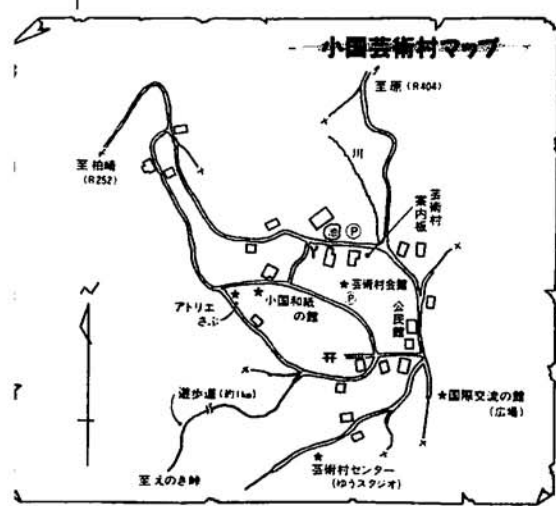 小国芸術村マップ
至原(R404)
川
至柏崎
(R252)
芸術村
案内板
池
P
★芸術村会館
P
公民館
アトリエ
さぶ
小国和紙
の館
N
遊歩道(約1km)
★国際交流の館
(広場)
至えのき峠
芸術村センター
(ゆうスタジオ)